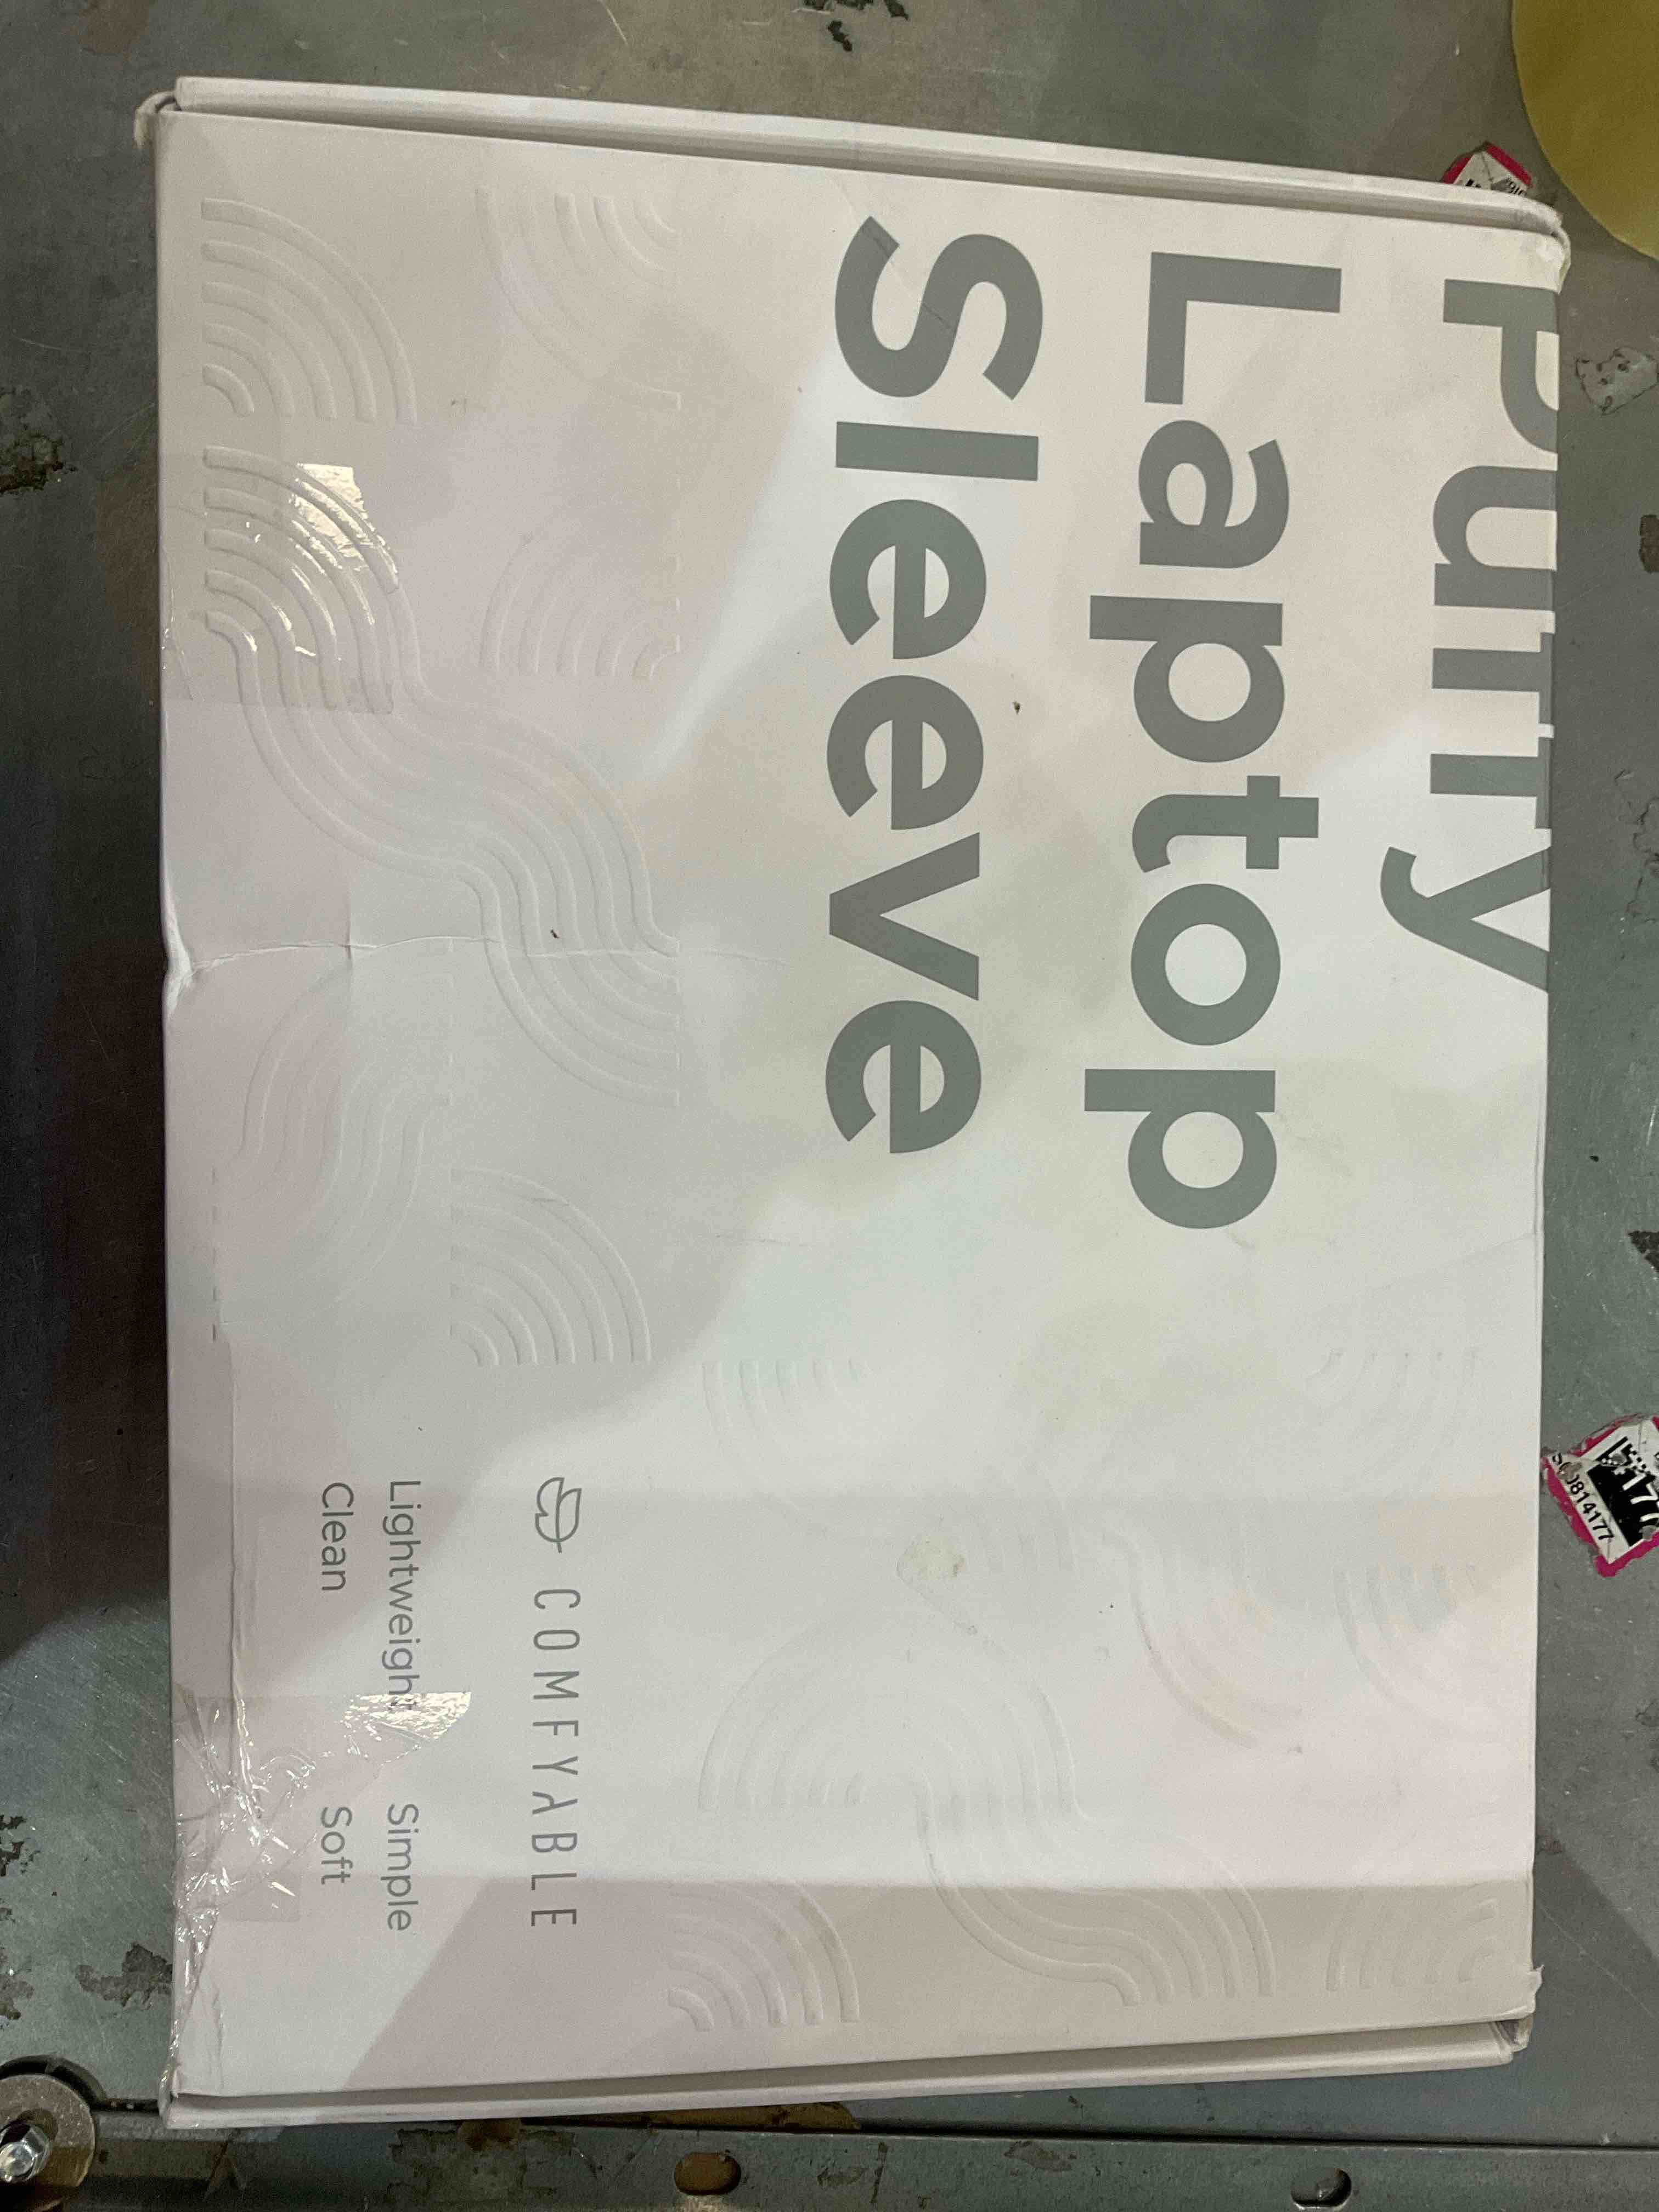 Puffy
Laptop
Sleeve
COMFYABLE
Lightweight Simple
Clean Soft